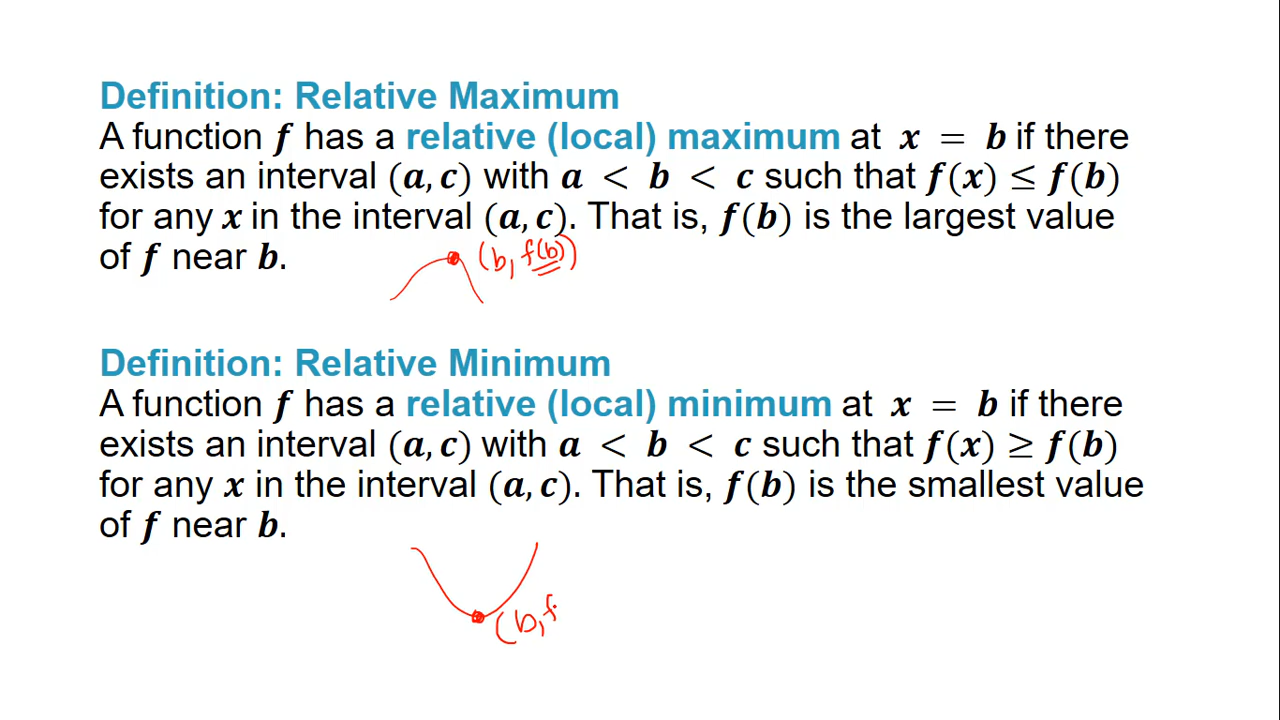 Definition: Relative Maximum
A function f has a relative (local) maximum at x = b if there
exists an interval (a, c) with a < b < c such that f(x) ≤ f(b)
for any x in the interval (a, c). That is, f(b) is the largest value
of f near b.
(b, f(b))
Definition: Relative Minimum
A function f has a relative (local) minimum at x = b if there
exists an interval (a, c) with a < b < c such that f(x) ≥ f(b)
for any x in the interval (a, c). That is, f(b) is the smallest value
of f near b.
(b, f